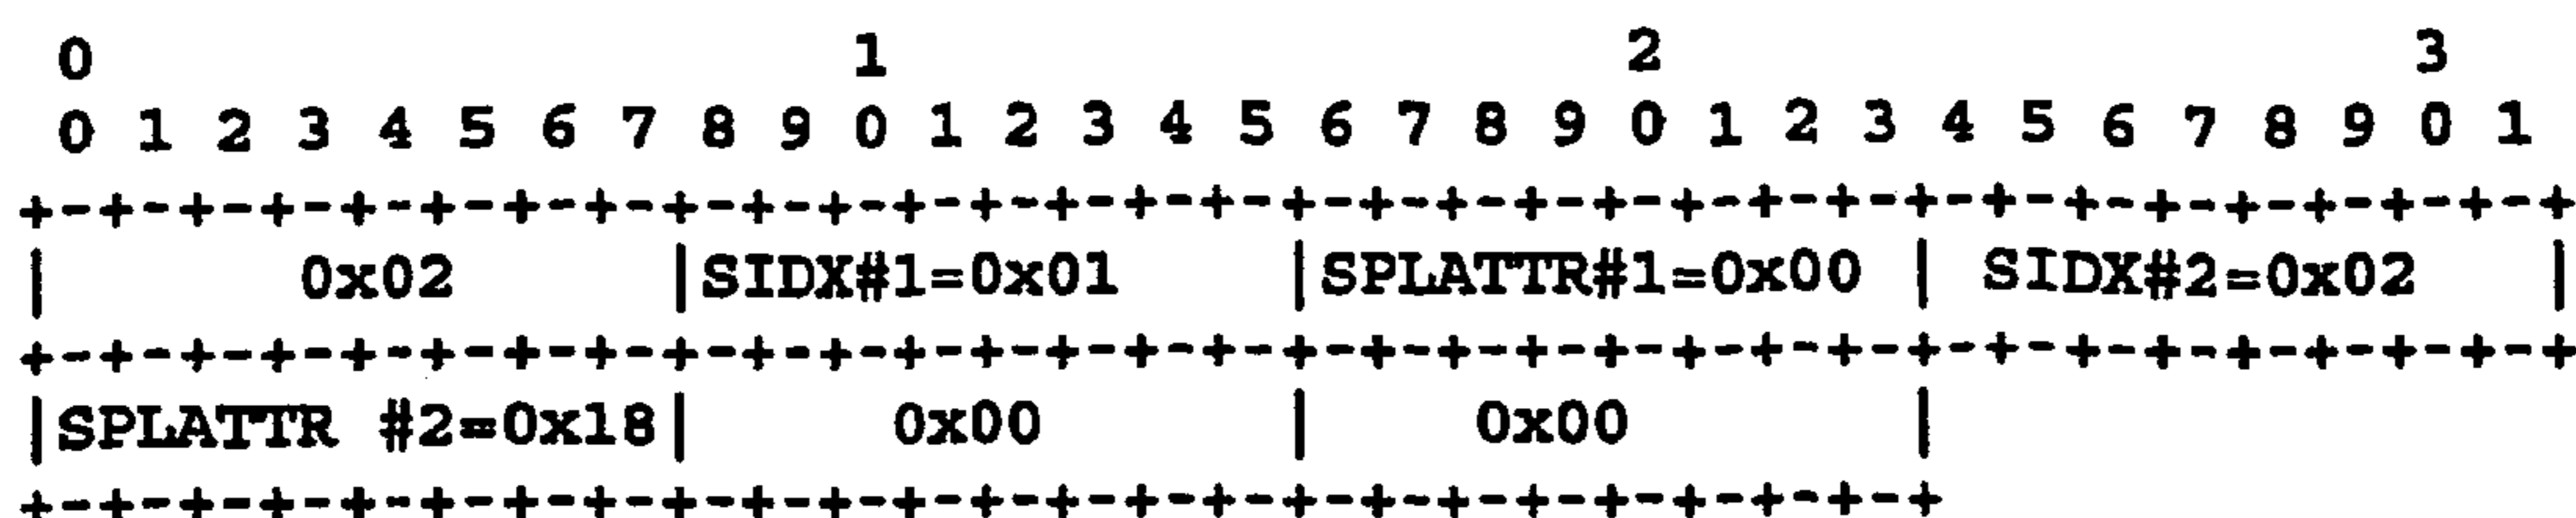 0 1 2 3
0 1 2 3 4 5 6 7 8 9 0 1 2 3 4 5 6 7 8 9 0 1 2 3 4 5 6 7 8 9 0 1
+-+-+-+-+-+-+-+-+-+-+-+-+-+-+-+-+-+-+-+-+-+-+-+-+-+-+-+-+-+-+-+-+
| 0x02 |SIDX#1=0x01 |SPLATTR#1=0x00 | SIDX#2=0x02 |
+-+-+-+-+-+-+-+-+-+-+-+-+-+-+-+-+-+-+-+-+-+-+-+-+-+-+-+-+-+-+-+-+
|SPLATTR #2=0x18| 0x00 | 0x00 |
+-+-+-+-+-+-+-+-+-+-+-+-+-+-+-+-+-+-+-+-+-+-+-+-+